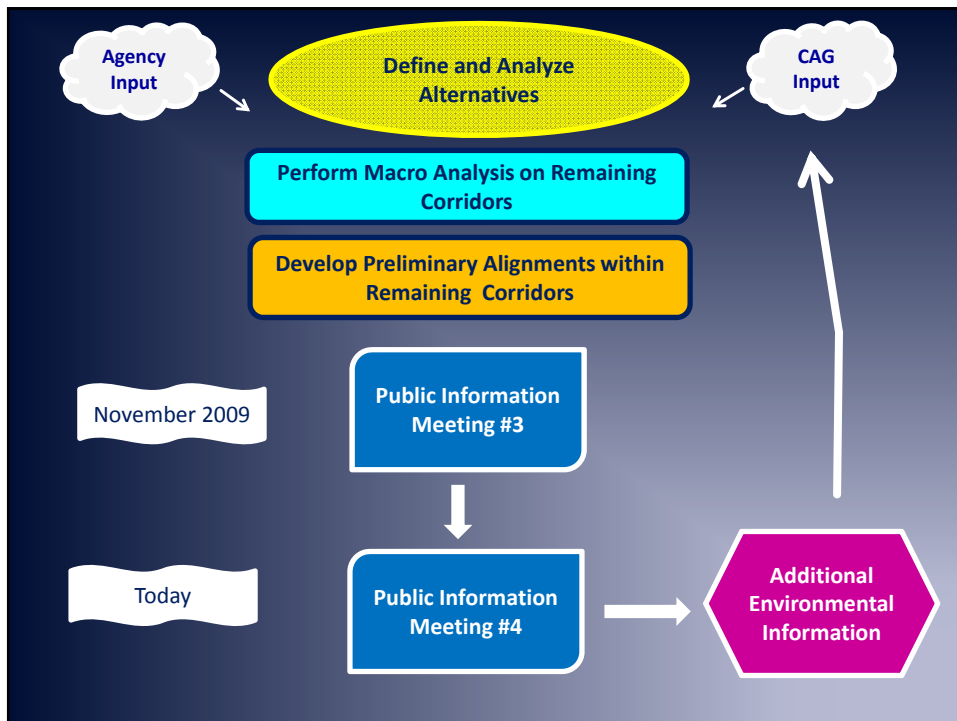 Agency
Input
Define and Analyze
Alternatives
CAG
Input
Perform Macro Analysis on Remaining
Corridors
Develop Preliminary Alignments within
Remaining Corridors
November 2009
Public Information
Meeting #3
Today
Public Information
Meeting #4
Additional
Environmental
Information